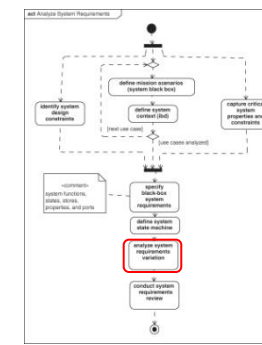 act Analyze System Requirements
define mission scenarios
(system black box)
identify system
design
constraints
define system
context (ibd)
capture critical
system
properties and
constraints
[next use case]
[use cases analyzed]
«comment»
system functions,
states, stores,
properties, and ports
specify
black-box
system
requirements
define system
state machine
analyze system
requirements
variation
conduct system
requirements
review